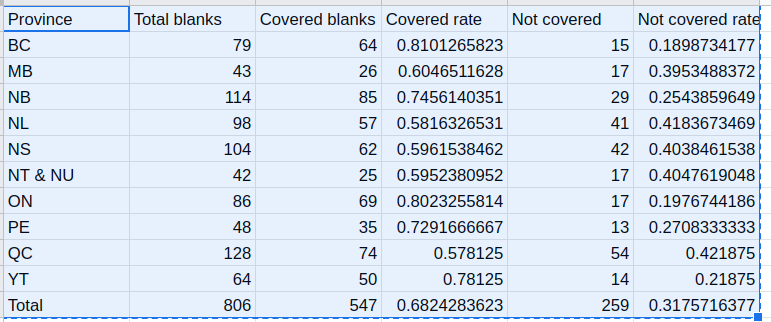 Province Total blanks Covered blanks Covered rate Not covered Not covered rate
BC 79 64 0.8101265823 15 0.1898734177
MB 43 26 0.6046511628 17 0.3953488372
NB 114 85 0.7456140351 29 0.2543859649
NL 98 57 0.5816326531 41 0.4183673469
NS 104 62 0.5961538462 42 0.4038461538
NT & NU 42 25 0.5952380952 17 0.4047619048
ON 86 69 0.8023255814 17 0.1976744186
PE 48 35 0.7291666667 13 0.2708333333
QC 128 74 0.578125 54 0.421875
YT 64 50 0.78125 14 0.21875
Total 806 547 0.6824283623 259 0.3175716377